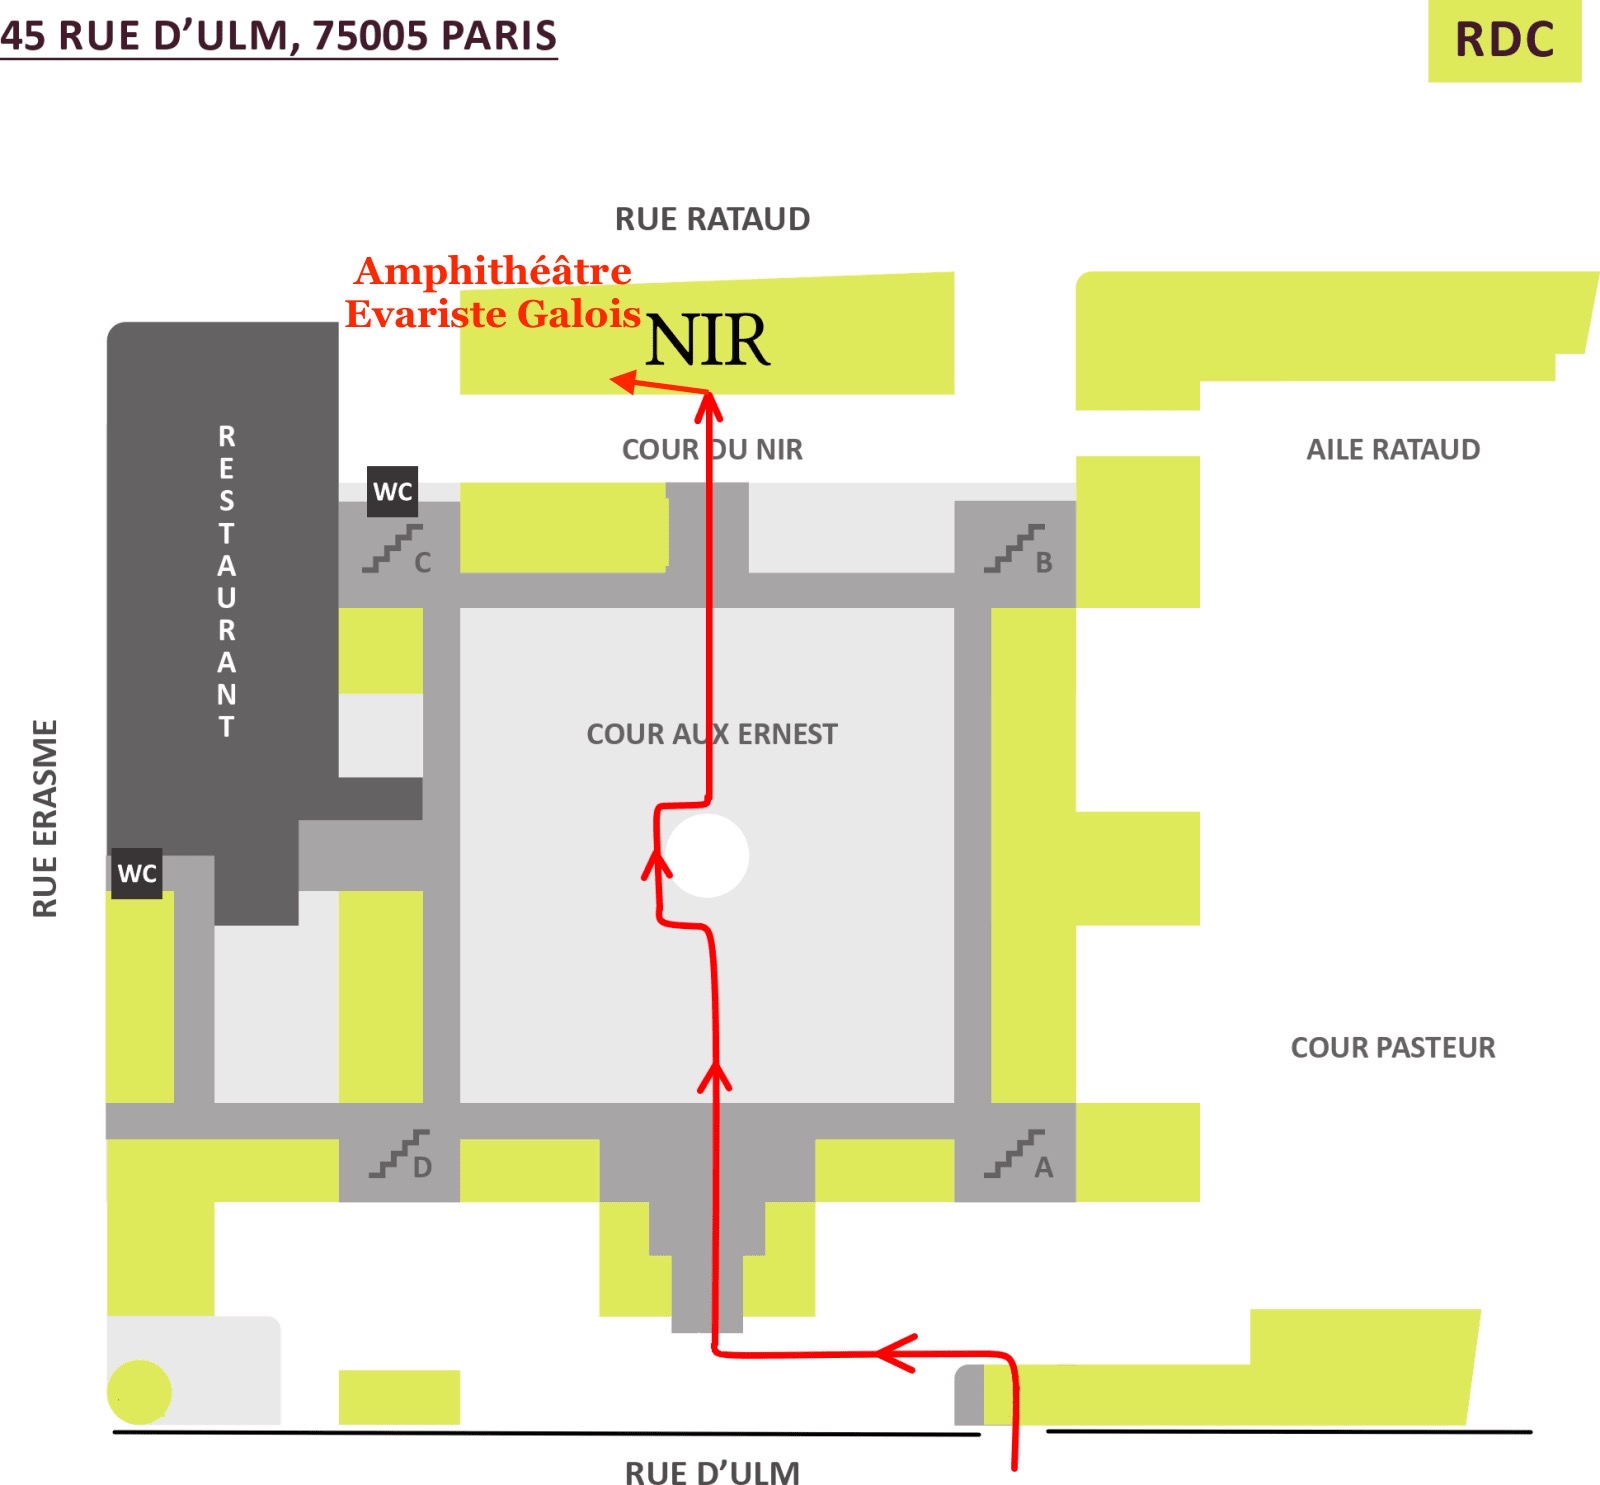 45 RUE D’ULM, 75005 PARIS
RDC
RUE RATAUD
Amphithéâtre
Evariste Galois
NIR
RESTAURANT
COUR DU NIR
AILE RATAUD
WC
C
B
COUR AUX ERNEST
RUE ERASME
WC
COUR PASTEUR
D
A
RUE D’ULM